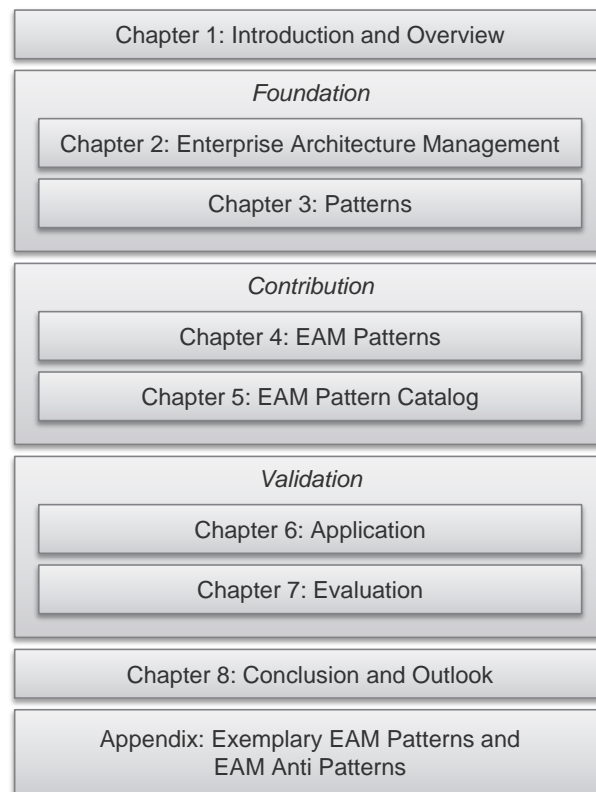 Chapter 1: Introduction and Overview
Foundation
Chapter 2: Enterprise Architecture Management
Chapter 3: Patterns
Contribution
Chapter 4: EAM Patterns
Chapter 5: EAM Pattern Catalog
Validation
Chapter 6: Application
Chapter 7: Evaluation
Chapter 8: Conclusion and Outlook
Appendix: Exemplary EAM Patterns and
EAM Anti Patterns